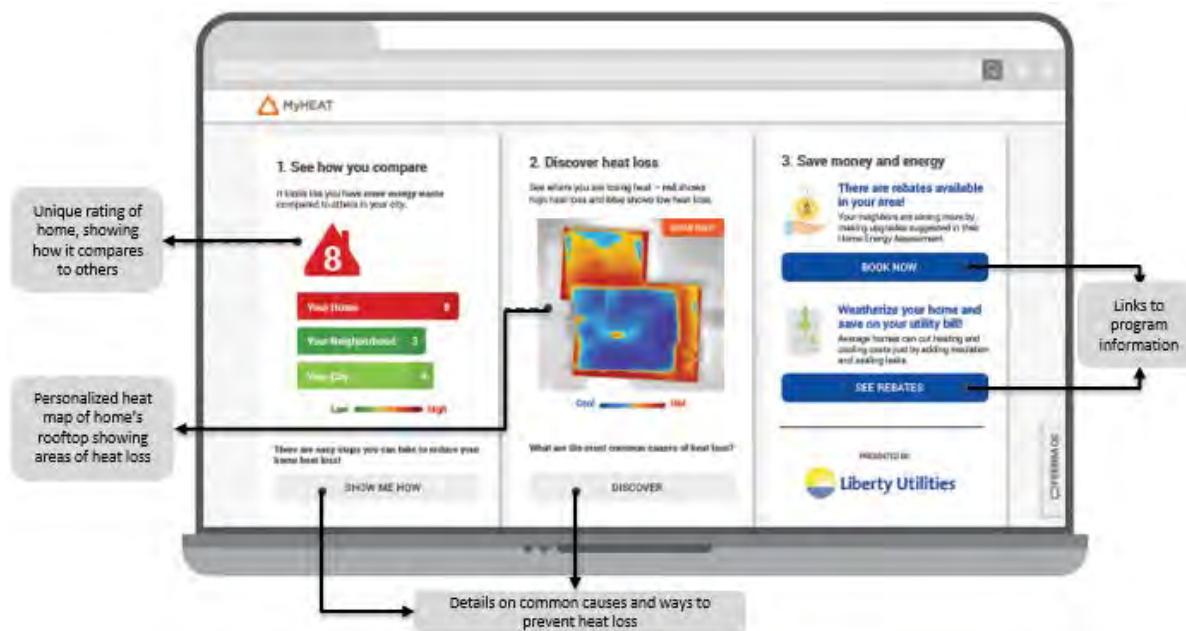 MyHEAT
1. See how you compare
It looks like you have more energy waste
compared to others in your city.
8
Your Home 8
Your Neighborhood 3
Your City 4
Low High
There are easy steps you can take to reduce your
home heat loss!
SHOW ME HOW
2. Discover heat loss
See where you are losing heat – red shows
high heat loss and blue shows low heat loss.
Cool Hot
What are the most common causes of heat loss?
DISCOVER
3. Save money and energy
There are rebates available
in your area!
Your neighbors are saving more by
making upgrades suggested in their
Home Energy Assessment.
BOOK NOW
Weatherize your home and
save on your utility bill!
Average homes can cut heating and
cooling costs just by adding insulation
and sealing leaks.
SEE REBATES
PRESENTED BY
Liberty Utilities
FEEDBACK
Unique rating of
home, showing
how it compares
to others
Personalized heat
map of home's
rooftop showing
areas of heat loss
Links to
program
information
Details on common causes and ways to
prevent heat loss